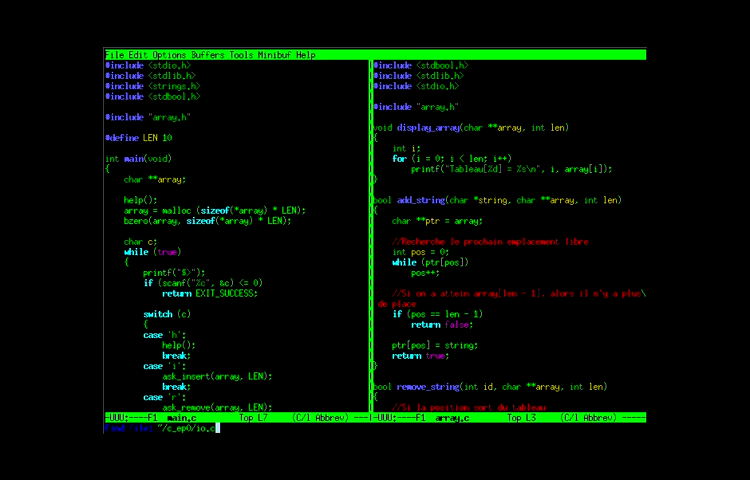 File Edit Options Buffers Tools Minibuf Help
#include <stdio.h>
#include <stdlib.h>
#include <strings.h>
#include <stdbool.h>
#include "array.h"
#define LEN 10
int main(void)
{
char **array;
help();
array = malloc (sizeof(*array) * LEN);
bzero(array, sizeof(*array) * LEN);
char c;
while (true)
{
printf("$>");
if (scanf("%c", &c) <= 0)
return EXIT_SUCCESS;
switch (c)
{
case 'h':
help();
break;
case 'i':
ask_insert(array, LEN);
break;
case 'r':
ask_remove(array, LEN);
-UUU:----F1 main.c Top L7 (C/l Abbrev)
#include <stdbool.h>
#include <stdlib.h>
#include <stdio.h>
#include "array.h"
void display_array(char **array, int len)
{
int i;
for (i = 0; i < len; i++)
printf("Tableau[%d] = %s\n", i, array[i]);
}
bool add_string(char *string, char **array, int len)
{
char **ptr = array;
//Recherche le prochain emplacement libre
int pos = 0;
while (ptr[pos])
pos++;
//Si on a attein array[len - 1], alors il n'y a plus\
de place
if (pos == len - 1)
return false;
ptr[pos] = string;
return true;
}
bool remove_string(int id, char **array, int len)
{
//Si la position sort du tableau
-UUU:----F1 array.c Top L3 (C/l Abbrev)
Find file: ~/c_ep0/io.c